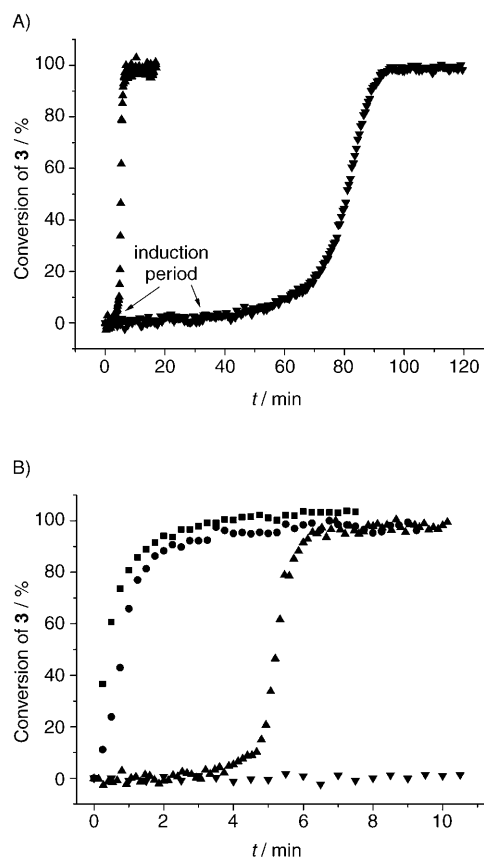 A)
Conversion of 3 / %
100
80
60
40
20
0
induction
period
0 20 40 60 80 100 120
t / min
B)
Conversion of 3 / %
100
80
60
40
20
0
0 2 4 6 8 10
t / min